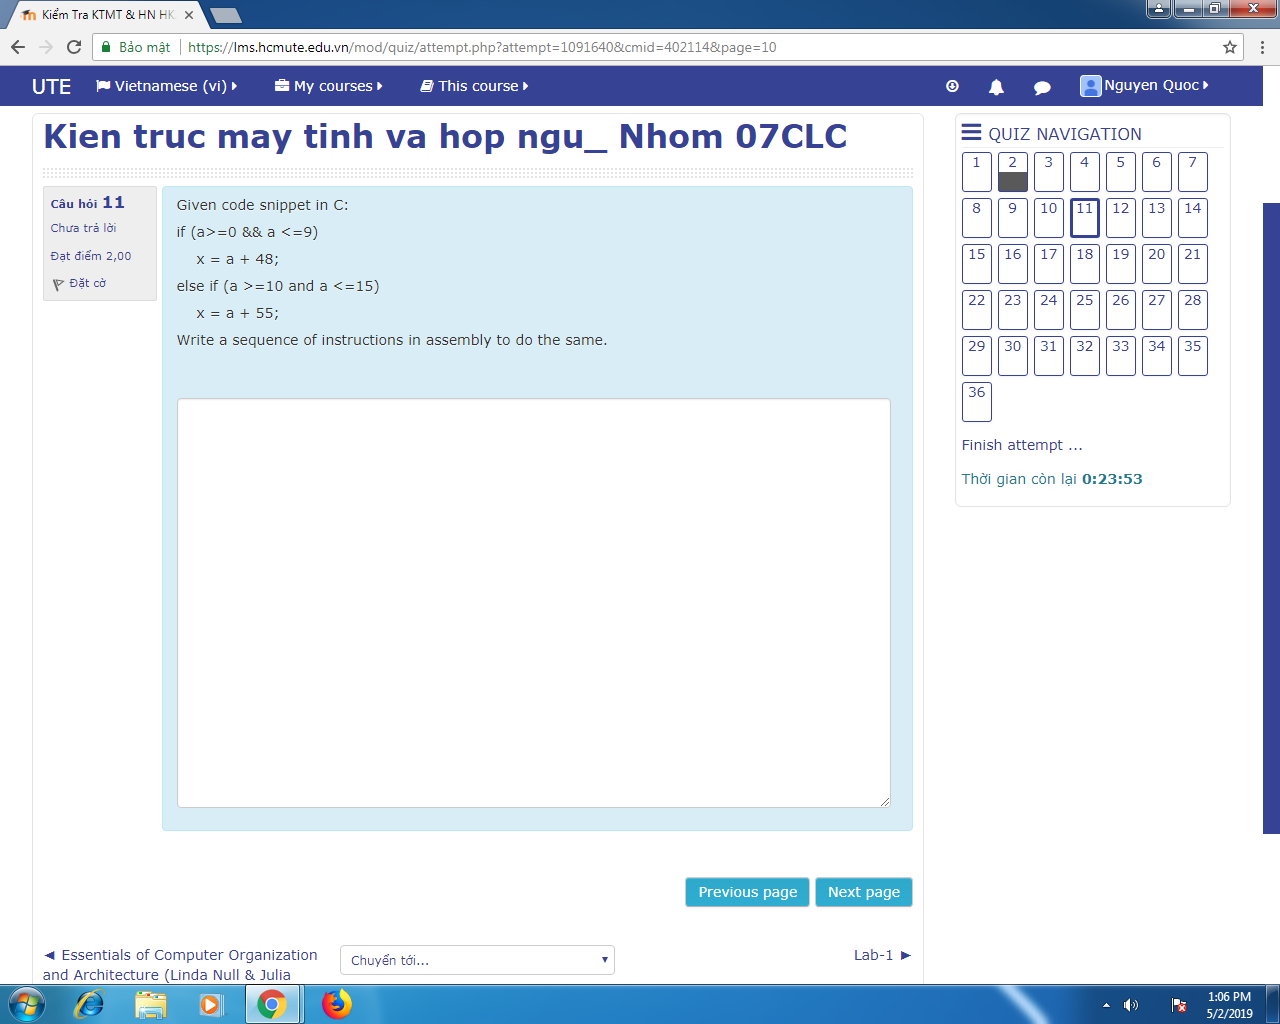 Kiểm Tra KTMT & HN HK
Bảo mật
https://lms.hcmute.edu.vn/mod/quiz/attempt.php?attempt=1091640&cmid=402114&page=10
UTE Vietnamese (vi) My courses This course Nguyen Quoc
Kien truc may tinh va hop ngu_ Nhom 07CLC
Câu hỏi 11
Chưa trả lời
Đạt điểm 2,00
Đặt cờ
Given code snippet in C:
if (a>=0 && a <=9)
x = a + 48;
else if (a >=10 and a <=15)
x = a + 55;
Write a sequence of instructions in assembly to do the same.
Previous page Next page
◄ Essentials of Computer Organization
and Architecture (Linda Null & Julia
Chuyển tới...
Lab-1 ►
QUIZ NAVIGATION
1 2 3 4 5 6 7
8 9 10 11 12 13 14
15 16 17 18 19 20 21
22 23 24 25 26 27 28
29 30 31 32 33 34 35
36
Finish attempt ...
Thời gian còn lại 0:23:53
1:06 PM
5/2/2019